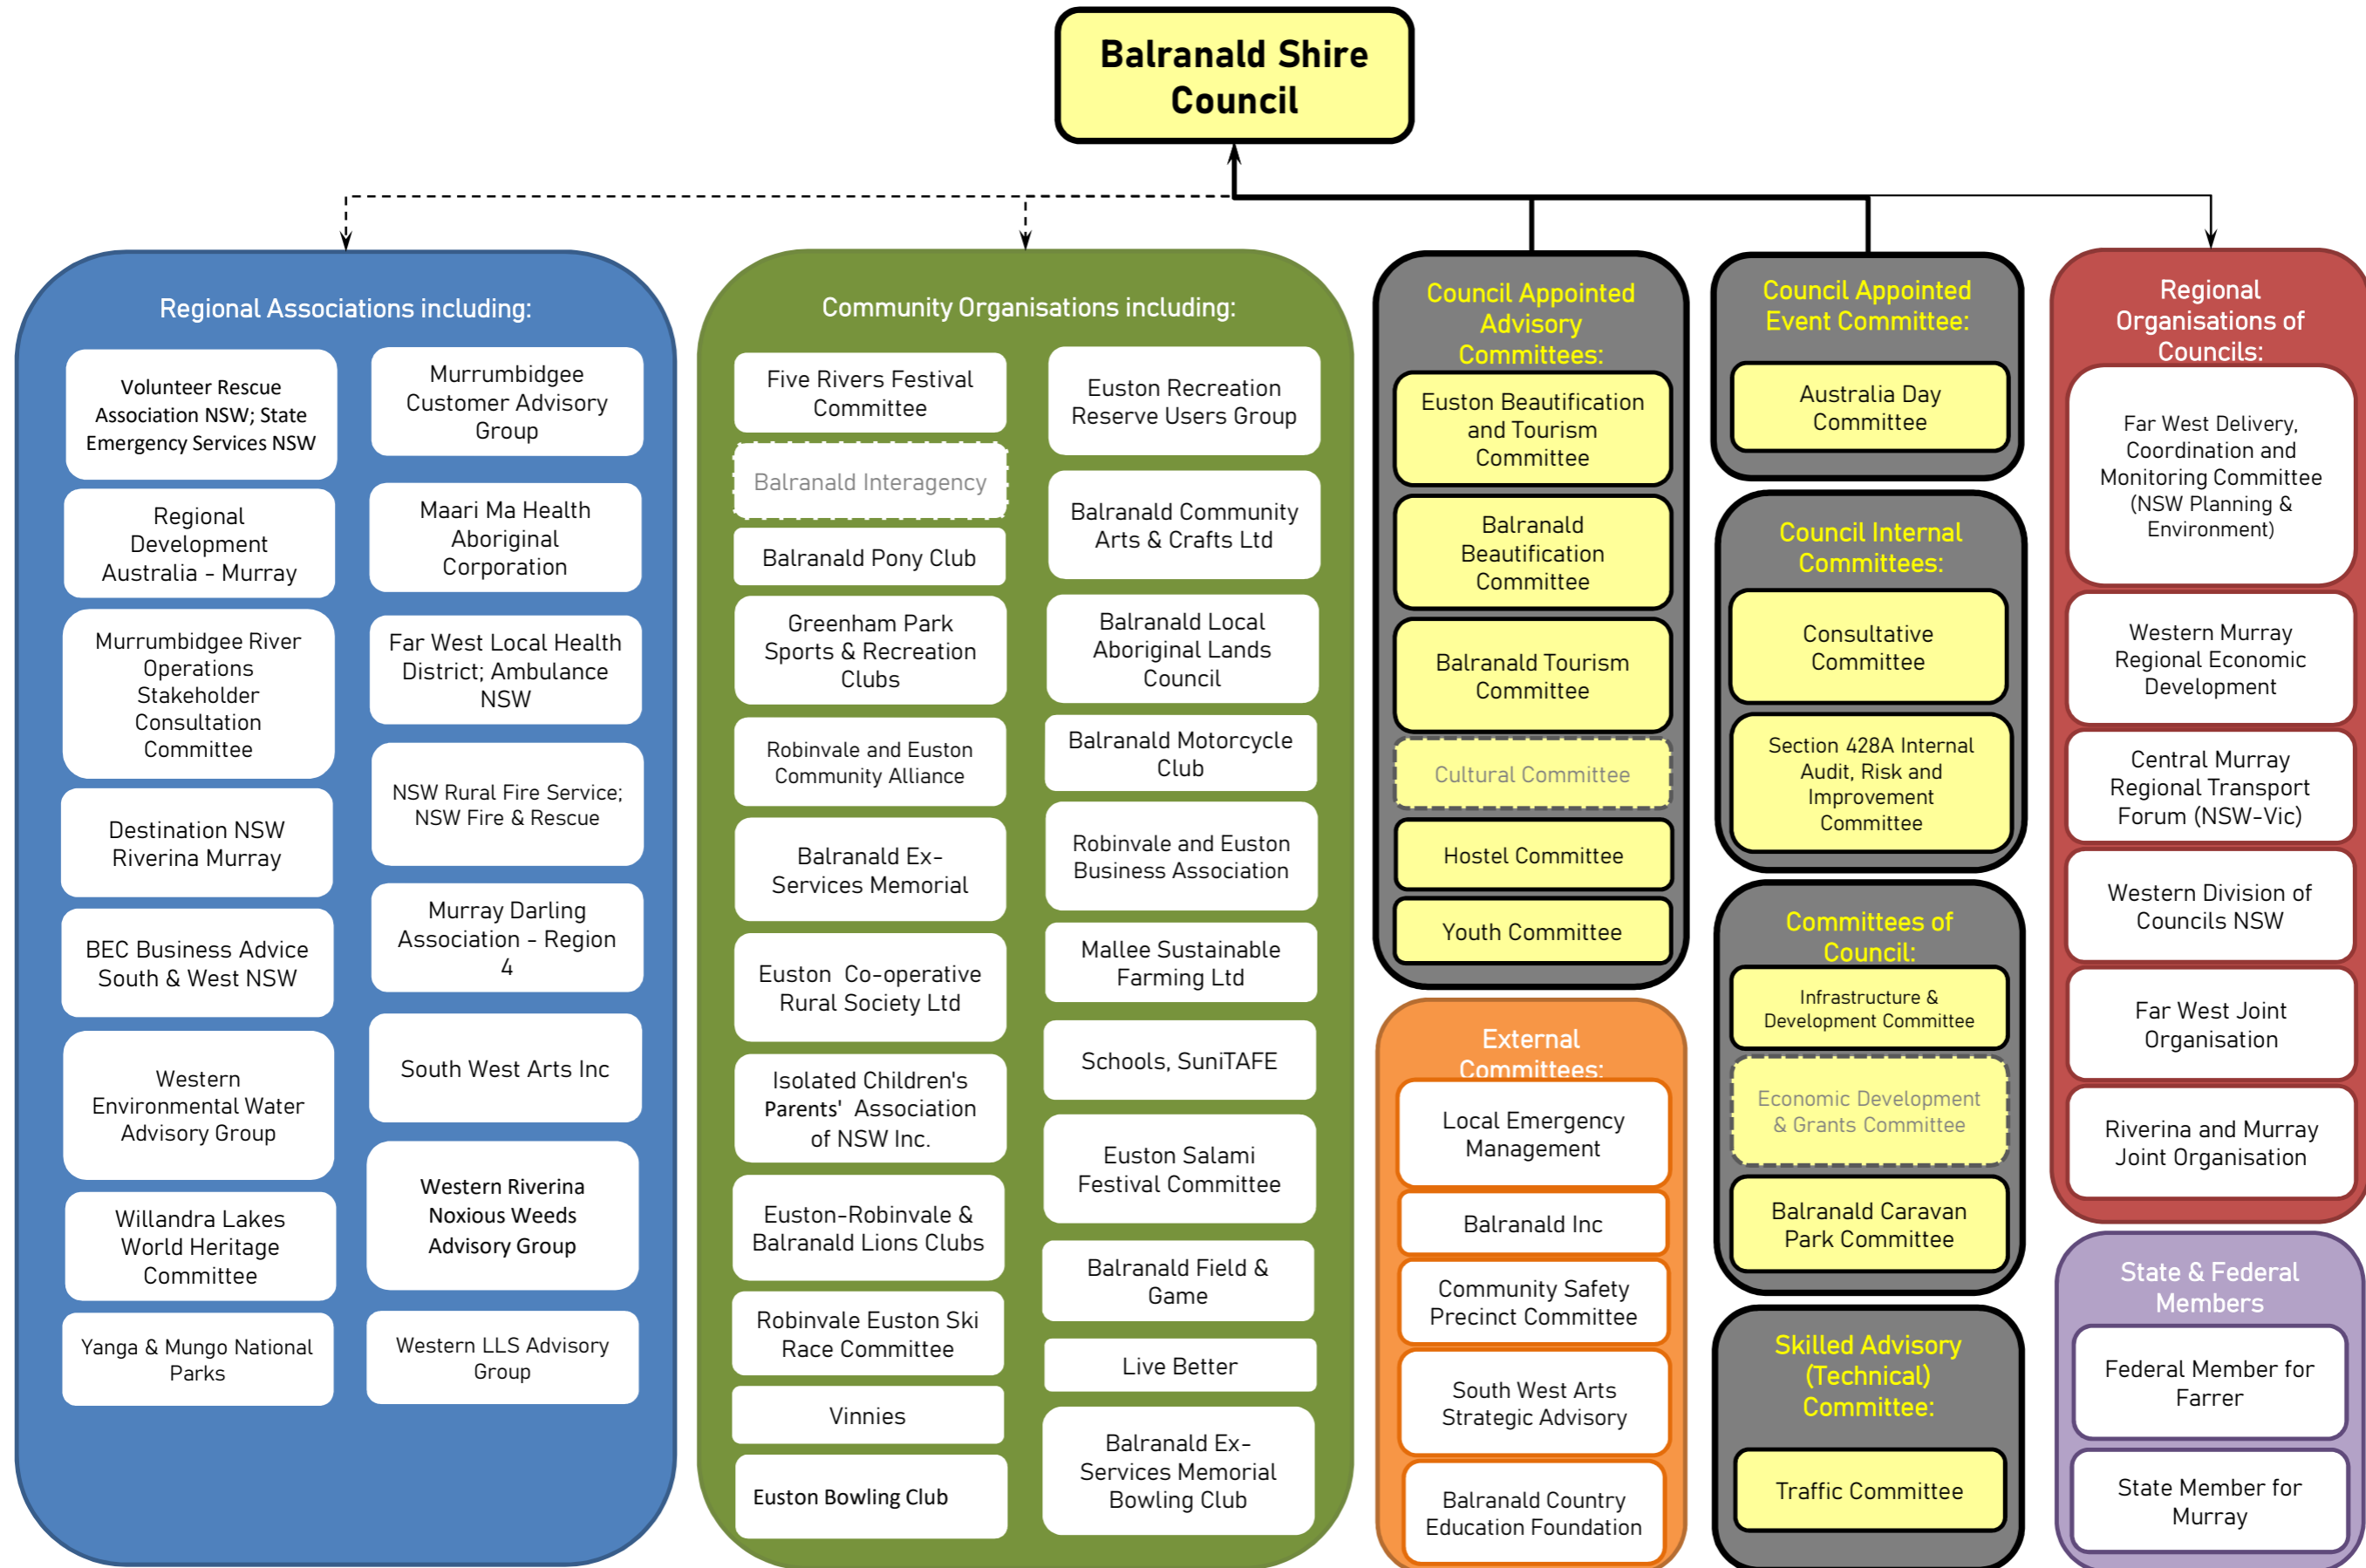 Balranald Shire
Council
Regional Associations including:
Volunteer Rescue
Association NSW; State
Emergency Services NSW
Regional
Development
Australia - Murray
Murrumbidgee River
Operations
Stakeholder
Consultation
Committee
Destination NSW
Riverina Murray
BEC Business Advice
South & West NSW
Western
Environmental Water
Advisory Group
Willandra Lakes
World Heritage
Committee
Yanga & Mungo National
Parks
Murrumbidgee
Customer Advisory
Group
Maari Ma Health
Aboriginal
Corporation
Far West Local Health
District; Ambulance
NSW
NSW Rural Fire Service;
NSW Fire & Rescue
Murray Darling
Association - Region
4
South West Arts Inc
Western Riverina
Noxious Weeds
Advisory Group
Western LLS Advisory
Group
Community Organisations including:
Five Rivers Festival
Committee
Balranald Interagency
Balranald Pony Club
Greenham Park
Sports & Recreation
Clubs
Robinvale and Euston
Community Alliance
Balranald Ex-
Services Memorial
Euston Co-operative
Rural Society Ltd
Isolated Children's
Parents' Association
of NSW Inc.
Euston-Robinvale &
Balranald Lions Clubs
Robinvale Euston Ski
Race Committee
Vinnies
Euston Bowling Club
Euston Recreation
Reserve Users Group
Balranald Community
Arts & Crafts Ltd
Balranald Local
Aboriginal Lands
Council
Balranald Motorcycle
Club
Robinvale and Euston
Business Association
Mallee Sustainable
Farming Ltd
Schools, SuniTAFE
Euston Salami
Festival Committee
Balranald Field &
Game
Live Better
Balranald Ex-
Services Memorial
Bowling Club
Council Appointed
Advisory
Committees:
Euston Beautification
and Tourism
Committee
Balranald
Beautification
Committee
Balranald Tourism
Committee
Cultural Committee
Hostel Committee
Youth Committee
External
Committees:
Local Emergency
Management
Balranald Inc
Community Safety
Precinct Committee
South West Arts
Strategic Advisory
Balranald Country
Education Foundation
Council Appointed
Event Committee:
Australia Day
Committee
Council Internal
Committees:
Consultative
Committee
Section 428A Internal
Audit, Risk and
Improvement
Committee
Committees of
Council:
Infrastructure &
Development Committee
Economic Development
& Grants Committee
Balranald Caravan
Park Committee
Skilled Advisory
(Technical)
Committee:
Traffic Committee
Regional
Organisations of
Councils:
Far West Delivery,
Coordination and
Monitoring Committee
(NSW Planning &
Environment)
Western Murray
Regional Economic
Development
Central Murray
Regional Transport
Forum (NSW-Vic)
Western Division of
Councils NSW
Far West Joint
Organisation
Riverina and Murray
Joint Organisation
State & Federal
Members
Federal Member for
Farrer
State Member for
Murray